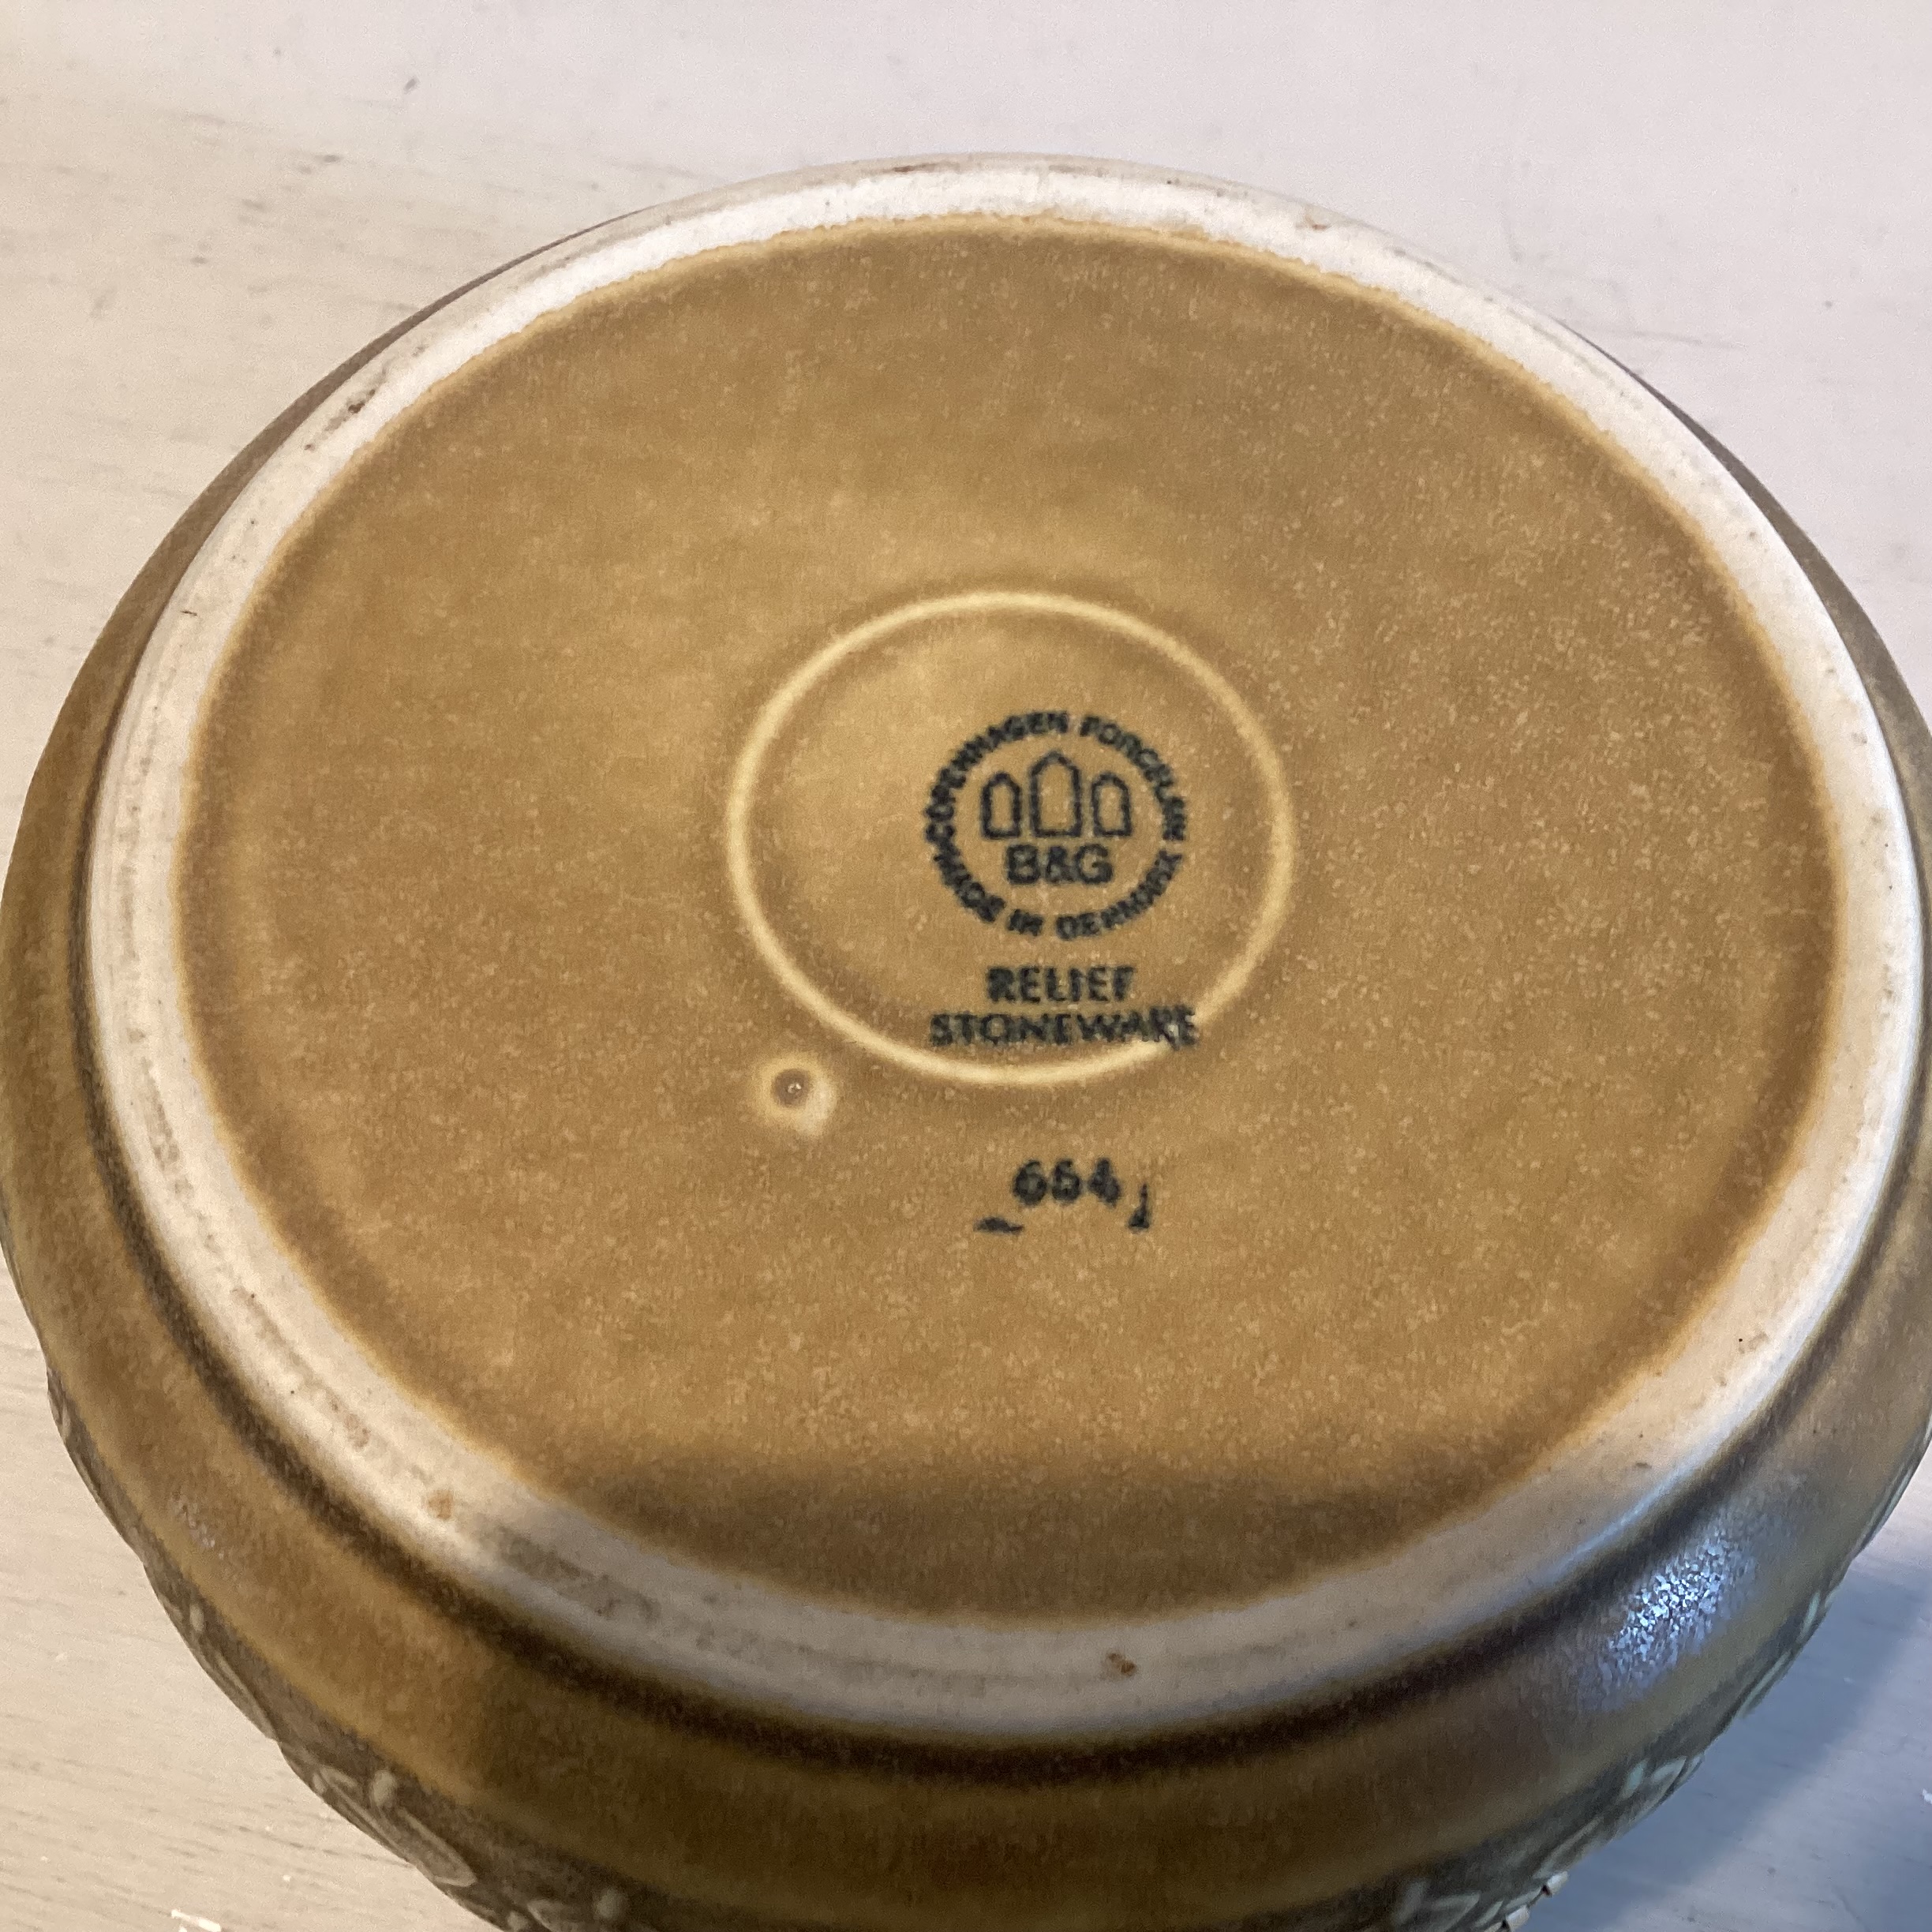 COPENHAGEN PORCELAIN
B&G
MADE IN DENMARK
RELIEF
STONEWARE
664